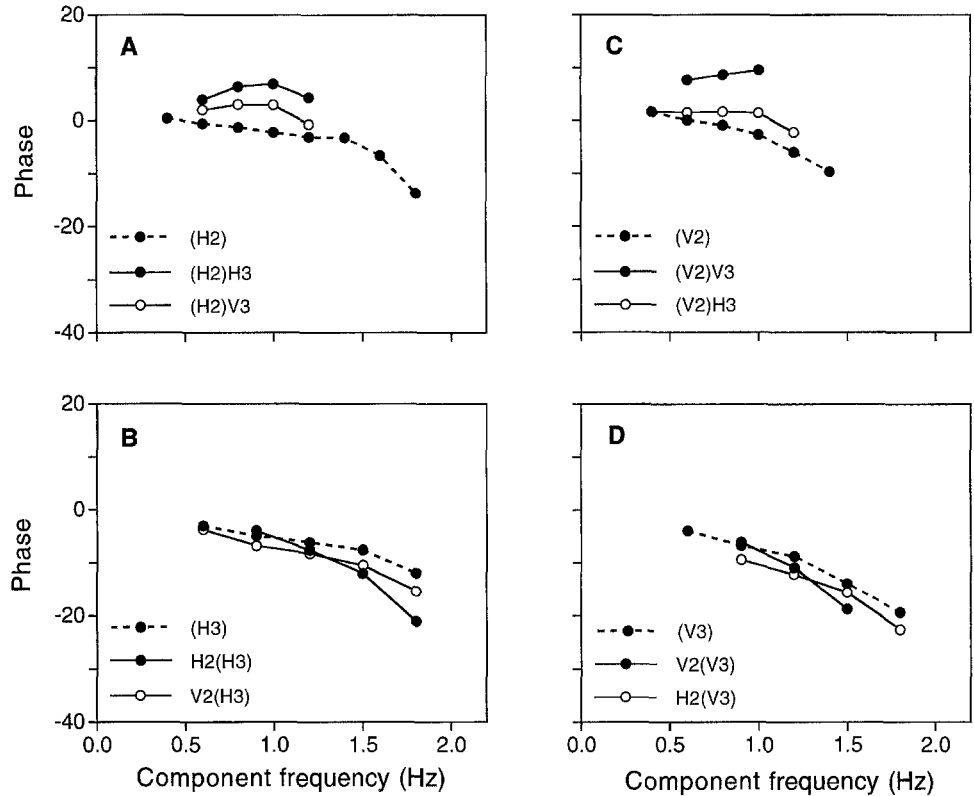 A
C
20
0
-20
-40
Phase
(H2)
(H2)H3
(H2)V3
(V2)
(V2)V3
(V2)H3
B
D
20
0
-20
-40
Phase
(H3)
H2(H3)
V2(H3)
(V3)
V2(V3)
H2(V3)
0.0 0.5 1.0 1.5 2.0
0.0 0.5 1.0 1.5 2.0
Component frequency (Hz)
Component frequency (Hz)